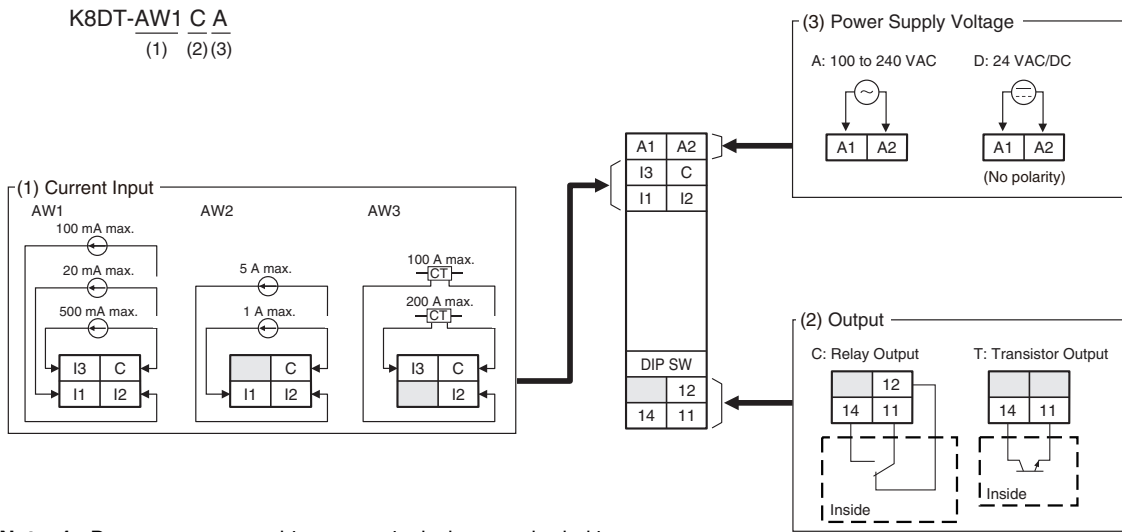 K8DT-AW1 C A
(1) (2) (3)
(3) Power Supply Voltage
A: 100 to 240 VAC D: 24 VAC/DC
A1 A2 A1 A2
(No polarity)
A1 A2
I3 C
I1 I2
DIP SW
12
14 11
(1) Current Input
AW1 AW2 AW3
100 mA max.
20 mA max.
500 mA max.
I3 C
I1 I2
5 A max.
1 A max.
C
I1 I2
100 A max.
CT
200 A max.
CT
I3 C
I2
(2) Output
C: Relay Output T: Transistor Output
12
14 11 14 11
Inside Inside